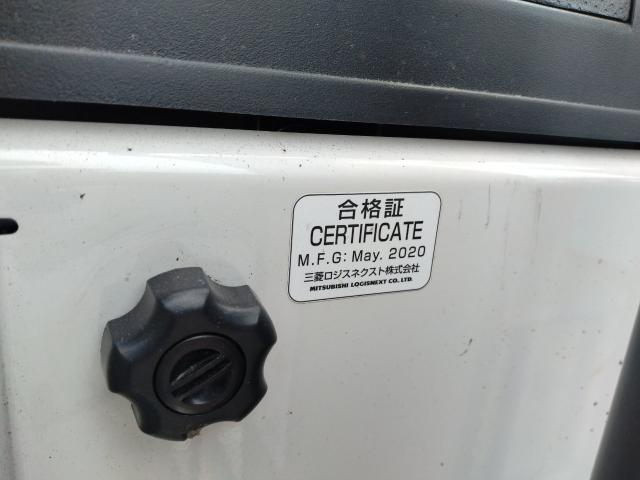 合格証
CERTIFICATE
M.F.G: May. 2020
三菱ロジスネクスト株式会社
MITSUBISHI LOGISNEXT CO., LTD.